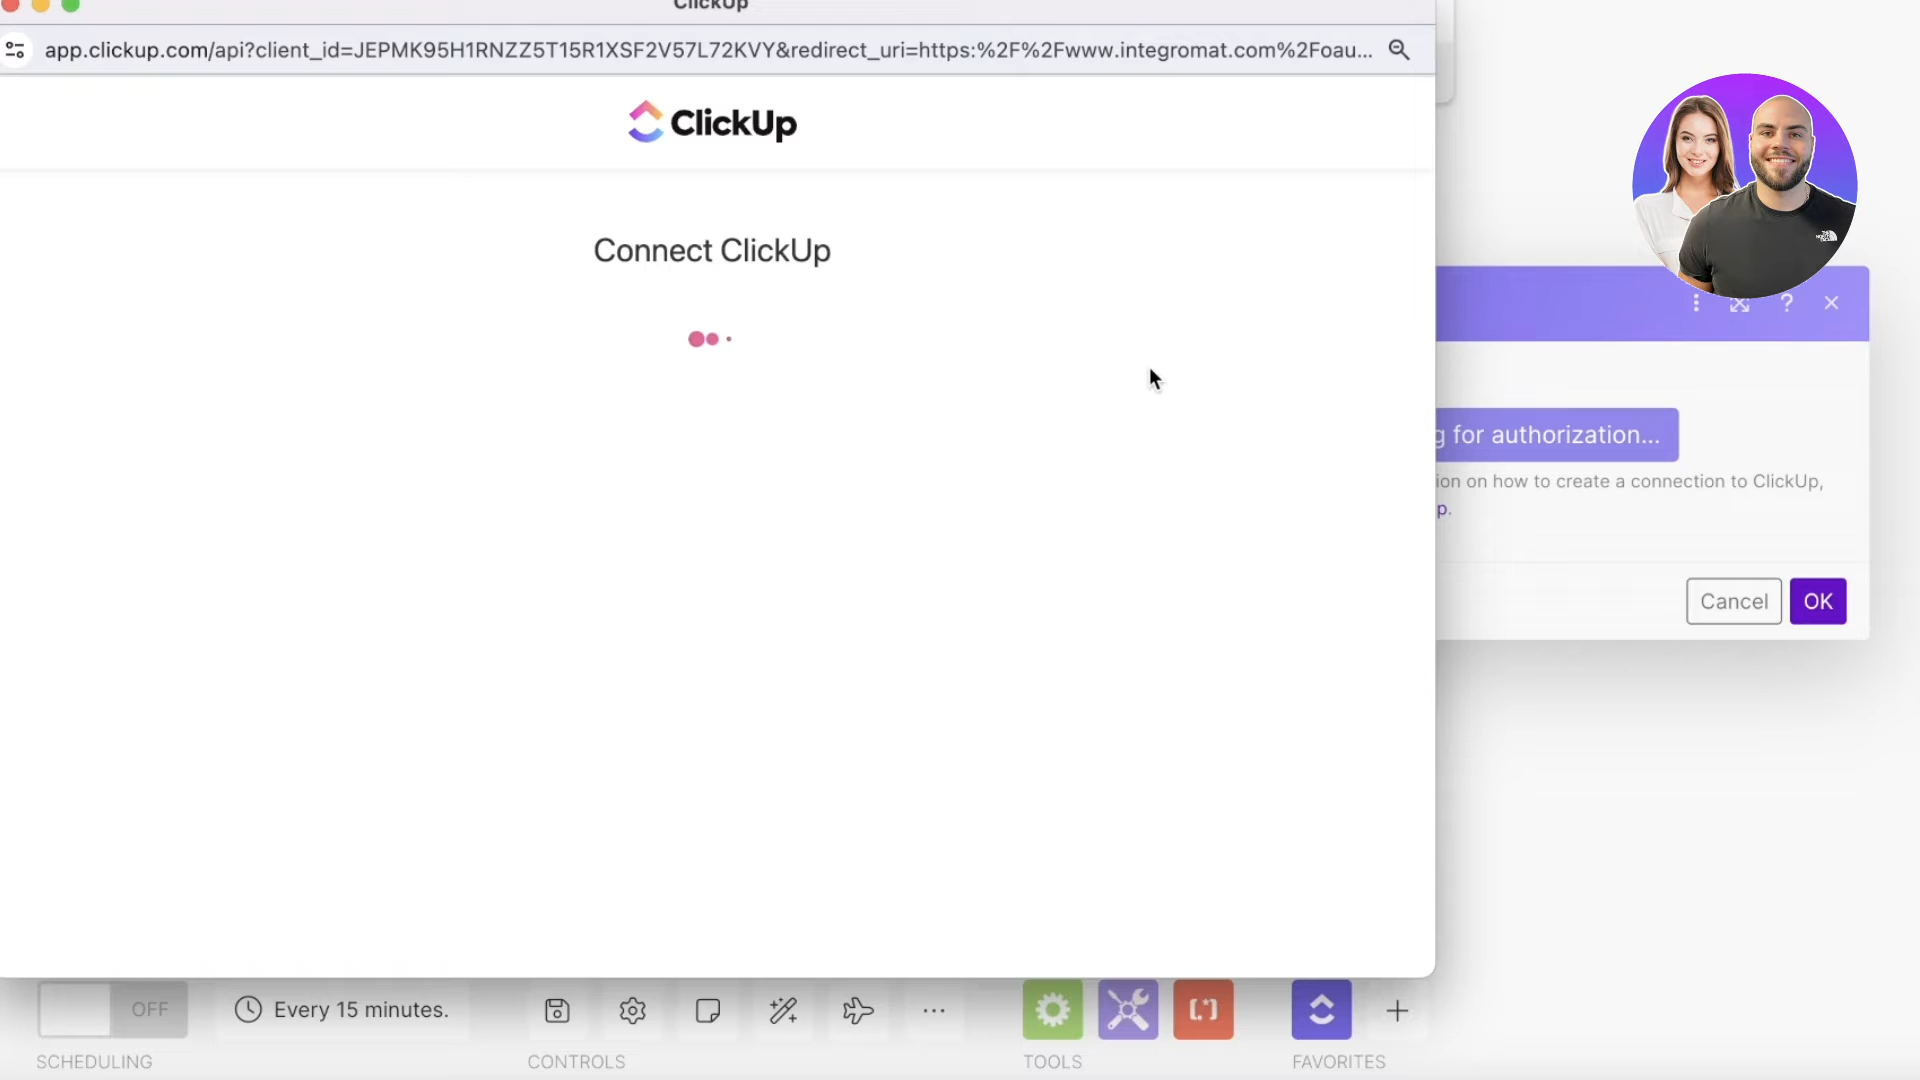 ClickUp
app.clickup.com/api?client_id=JEPMK95H1RNZZ5T15R1XSF2V57L72KVY&redirect_uri=https:%2F%2Fwww.integromat.com%2Foau...
ClickUp
Connect ClickUp
g for authorization...
ion on how to create a connection to ClickUp,
p.
Cancel
OK
OFF
Every 15 minutes.
SCHEDULING
CONTROLS
TOOLS
FAVORITES